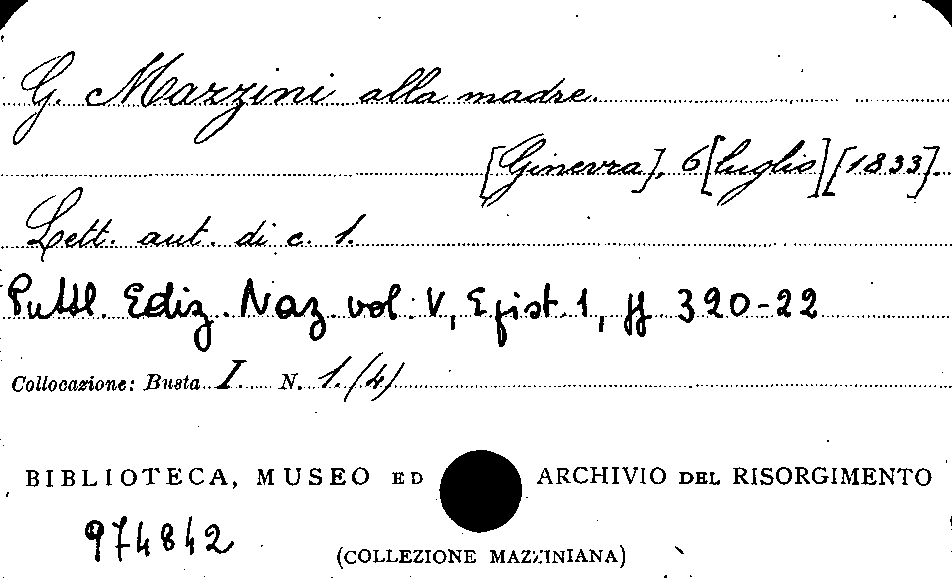 G. Mazzini alla madre.
[Ginevra], 6 [luglio] [1833].
Lett. aut. di c. 1.
Pubbl. Ediz. Naz. vol. V, Epist. 1, pp. 320-22
Collocazione: Busta I. N. 1. (4)
BIBLIOTECA, MUSEO ED ARCHIVIO DEL RISORGIMENTO
974842
(COLLEZIONE MAZZINIANA)